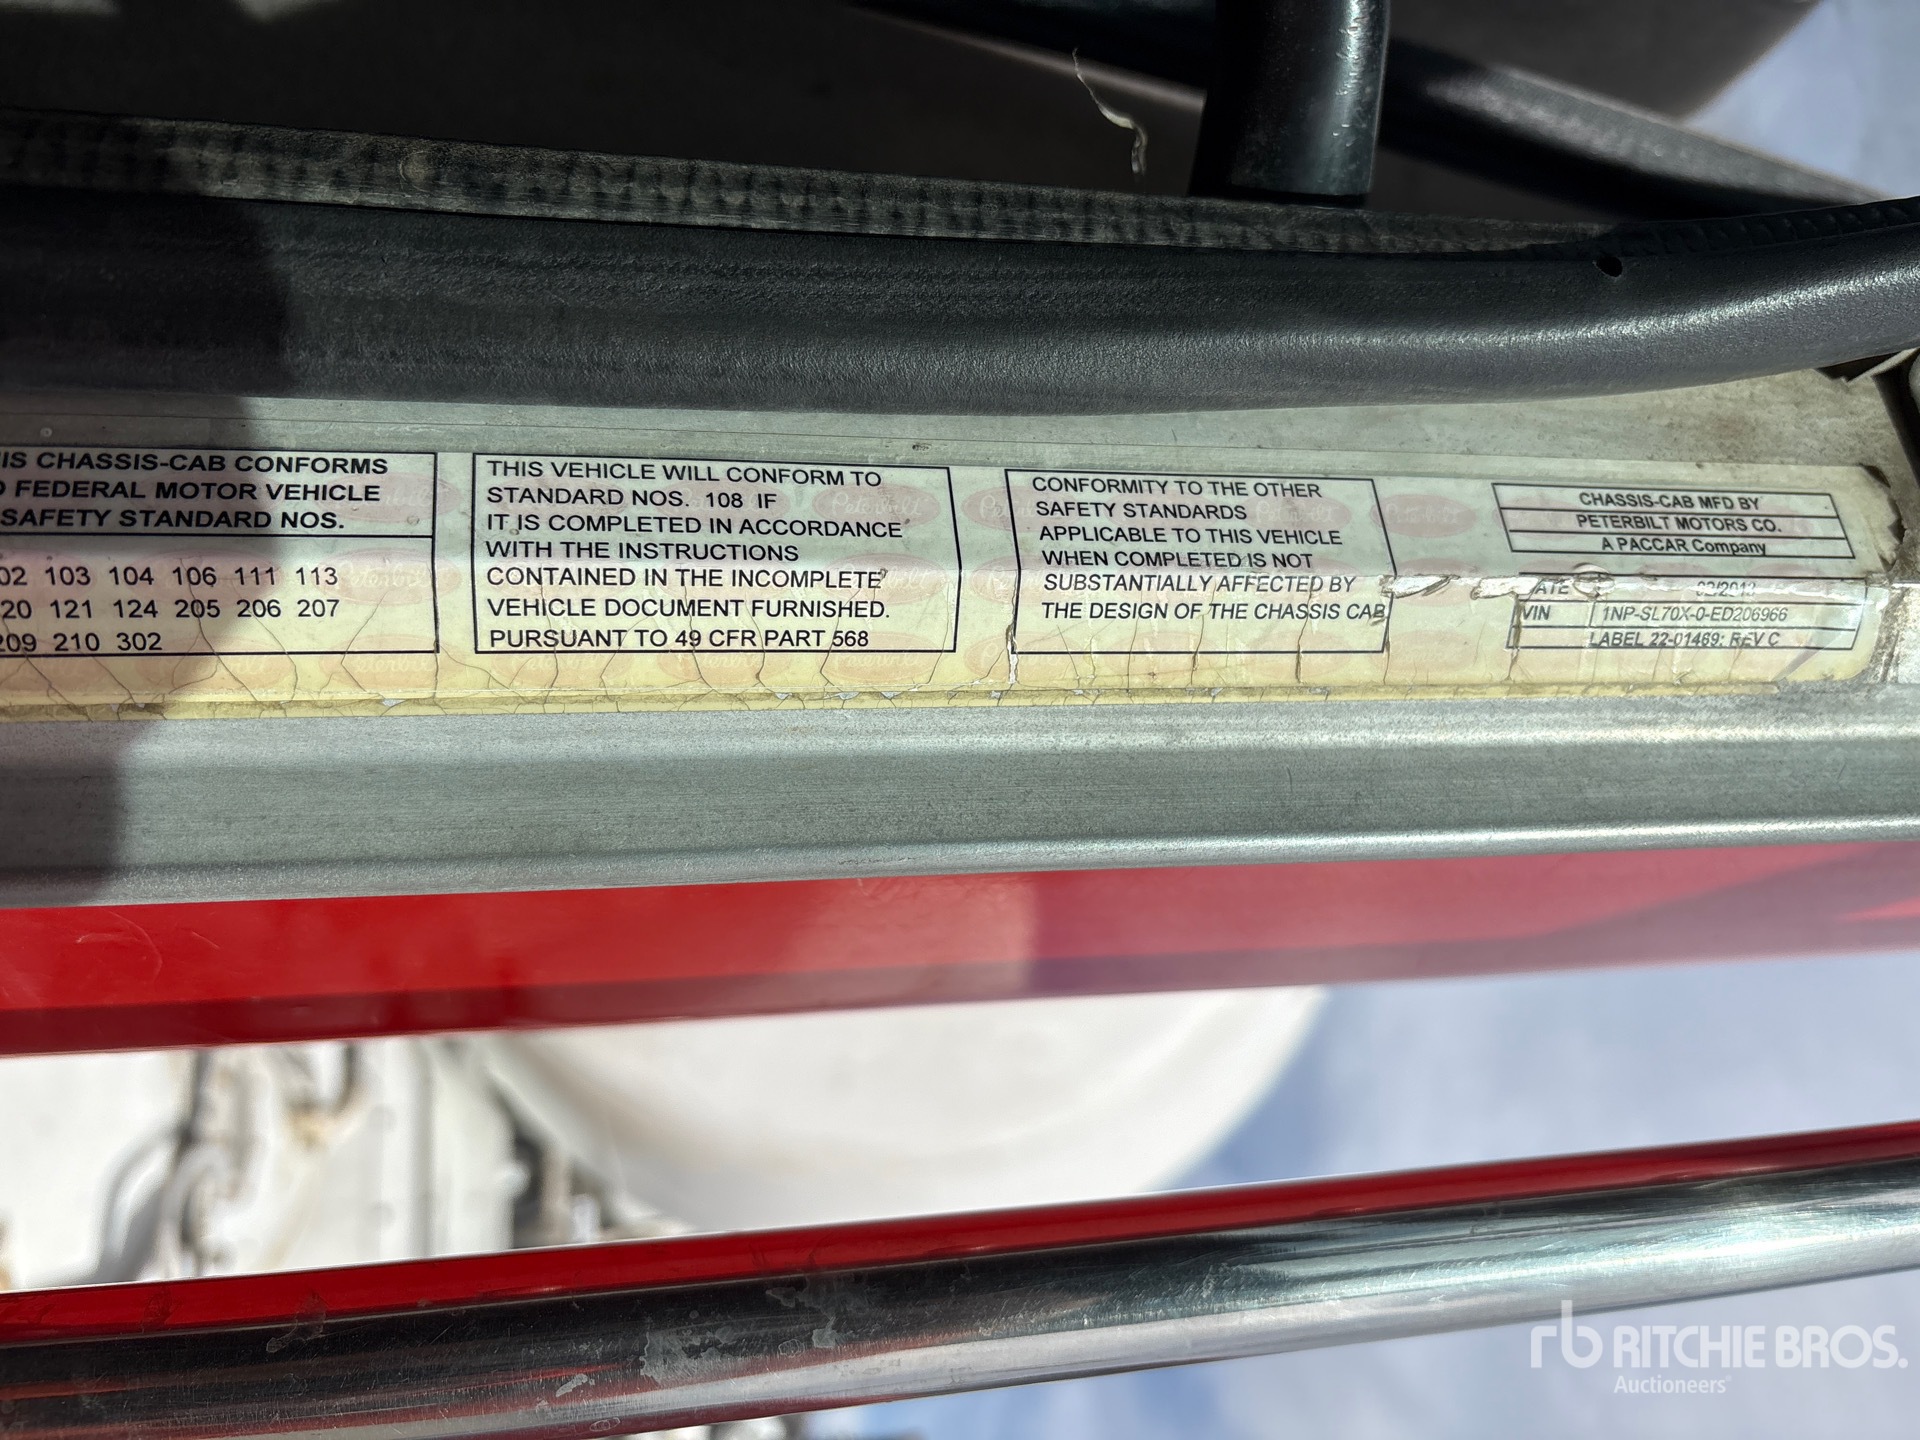 IS CHASSIS-CAB CONFORMS
FEDERAL MOTOR VEHICLE
SAFETY STANDARD NOS.
02 103 104 106 111 113
20 121 124 205 206 207
209 210 302
THIS VEHICLE WILL CONFORM TO
STANDARD NOS. 108 IF
IT IS COMPLETED IN ACCORDANCE
WITH THE INSTRUCTIONS
CONTAINED IN THE INCOMPLETE
VEHICLE DOCUMENT FURNISHED.
PURSUANT TO 49 CFR PART 568
CONFORMITY TO THE OTHER
SAFETY STANDARDS
APPLICABLE TO THIS VEHICLE
WHEN COMPLETED IS NOT
SUBSTANTIALLY AFFECTED BY
THE DESIGN OF THE CHASSIS CAB
CHASSIS-CAB MFD BY
PETERBILT MOTORS CO.
A PACCAR Company
ATE
VIN 1NP-SL70X-0-ED206966
LABEL 22-01469: REV C
rb RITCHIE BROS.
Auctioneers